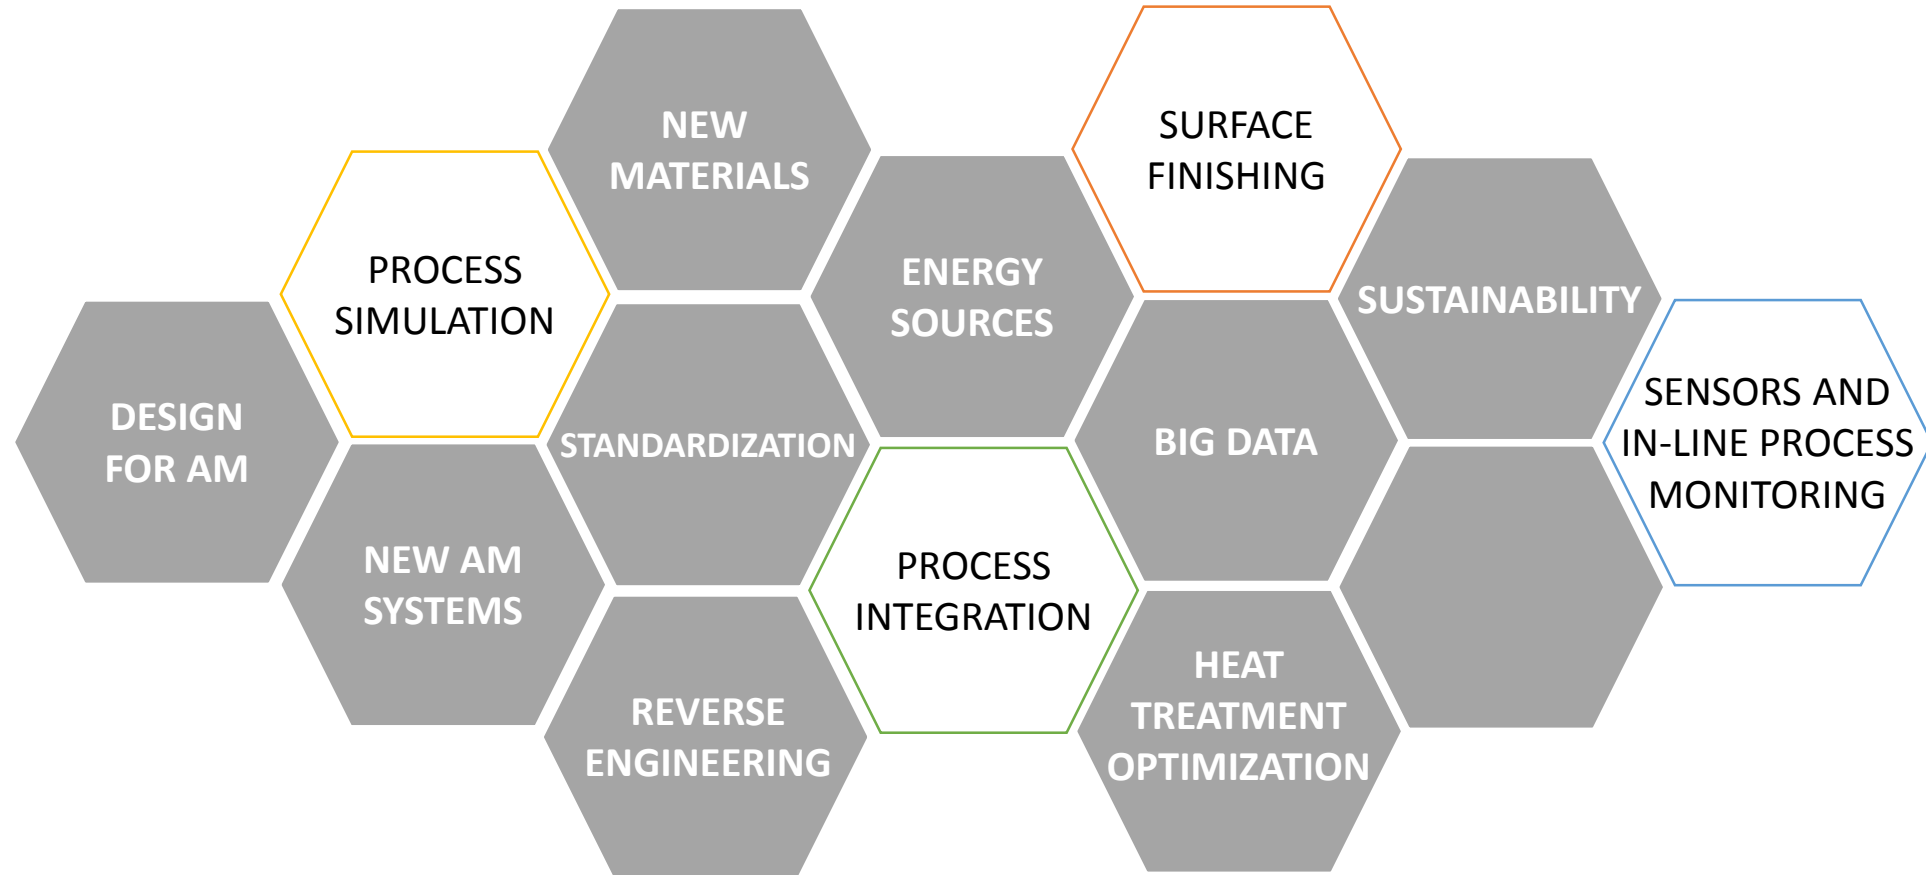 NEW
MATERIALS
SURFACE
FINISHING
PROCESS
SIMULATION
ENERGY
SOURCES
SUSTAINABILITY
DESIGN
FOR AM
STANDARDIZATION
BIG DATA
SENSORS AND
IN-LINE PROCESS
MONITORING
NEW AM
SYSTEMS
PROCESS
INTEGRATION
REVERSE
ENGINEERING
HEAT
TREATMENT
OPTIMIZATION